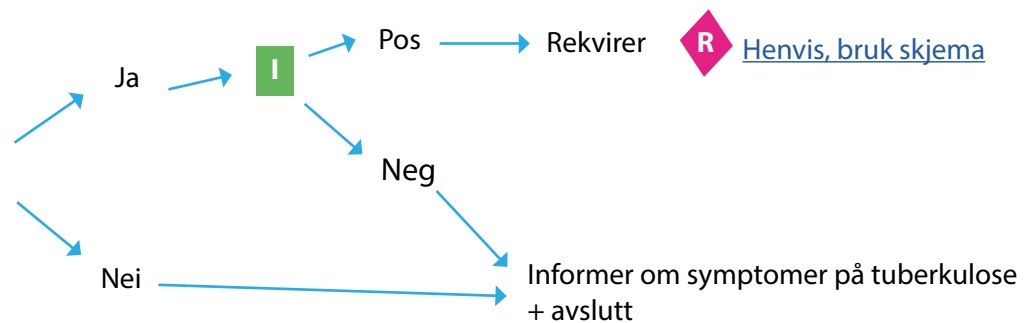 Ja
I
Pos
Rekvirer
R
Henvis, bruk skjema
Neg
Nei
Informer om symptomer på tuberkulose
+ avslutt